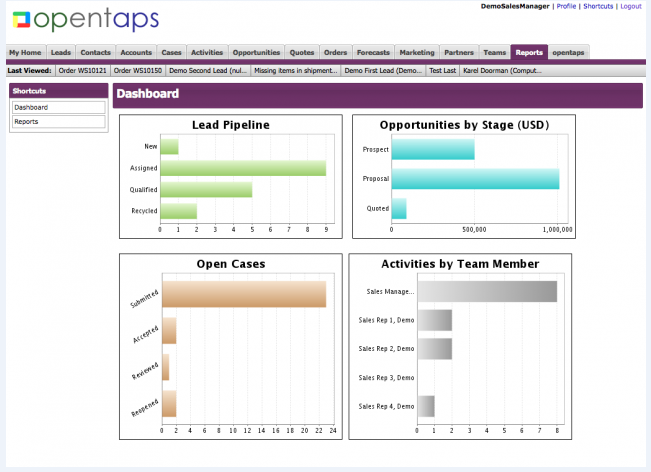 opentaps
DemoSalesManager | Profile | Shortcuts | Logout
My Home Leads Contacts Accounts Cases Activities Opportunities Quotes Orders Forecasts Marketing Partners Teams Reports opentaps
Last Viewed: Order WS10121 Order WS10150 Demo Second Lead (nul... Missing items in shipment... Demo First Lead (Demo... Test List Karel Doorman (Comput...
Shortcuts
Dashboard
Reports
Dashboard
Lead Pipeline
New
Assigned
Qualified
Recycled
0 1 2 3 4 5 6 7 8 9
Opportunities by Stage (USD)
Prospect
Proposal
Quoted
0 500,000 1,000,000
Open Cases
Submitted
Accepted
Reviewed
Reopened
0 2 4 6 8 10 12 14 16 18 20 22 24
Activities by Team Member
Sales Manage...
Sales Rep 1, Demo
Sales Rep 2, Demo
Sales Rep 3, Demo
Sales Rep 4, Demo
0 1 2 3 4 5 6 7 8